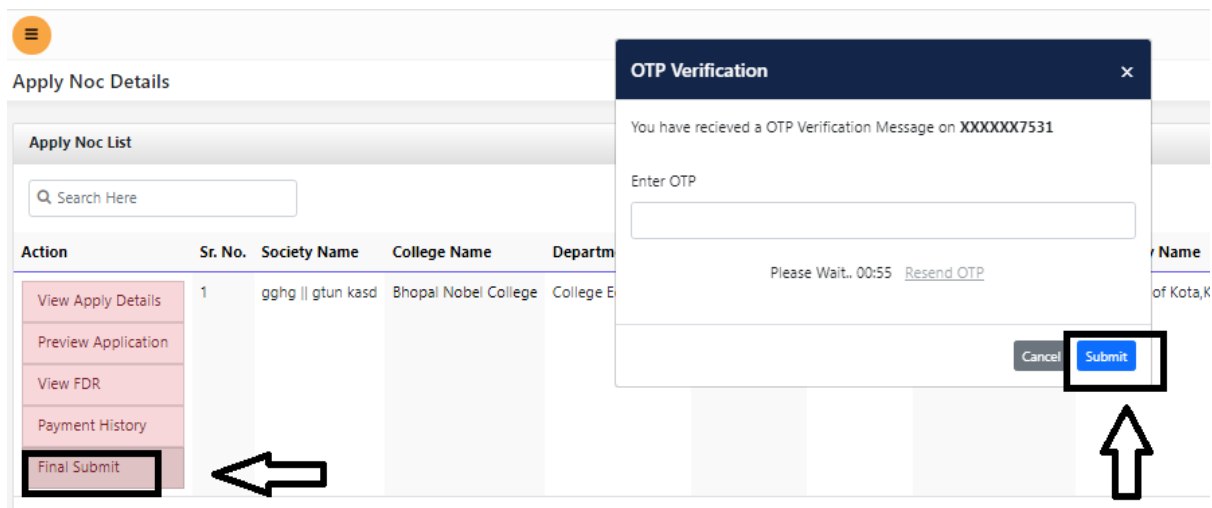 Apply Noc Details
Apply Noc List
Search Here
Action Sr. No. Society Name College Name Departm
View Apply Details 1 gghg || gtun kasd Bhopal Nobel College College E
Preview Application
View FDR
Payment History
Final Submit
OTP Verification ×
You have recieved a OTP Verification Message on XXXXXX7531
Enter OTP
Please Wait.. 00:55 Resend OTP
Cancel Submit
Name
of Kota,K